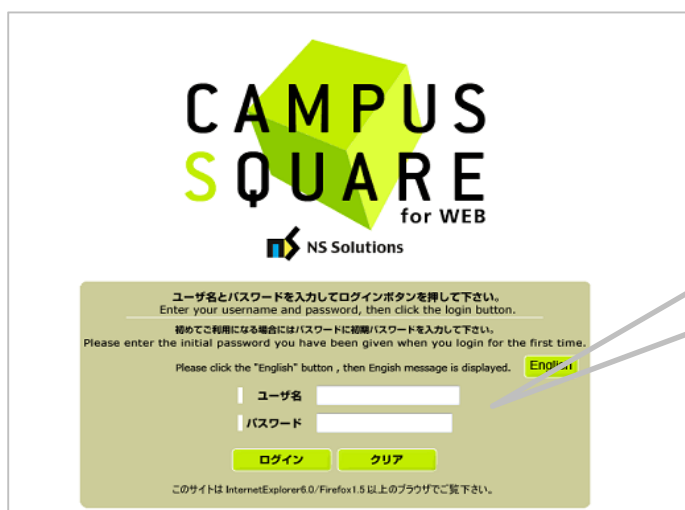 CAMPUS
SQUARE
for WEB
NS Solutions
ユーザ名とパスワードを入力してログインボタンを押して下さい。
Enter your username and password, then click the login button.
初めてご利用になる場合にはパスワードに初期パスワードを入力して下さい。
Please enter the initial password you have been given when you login for the first time.
Please click the "English" button , then Engish message is displayed. English
ユーザ名
パスワード
ログイン クリア
このサイトは InternetExplorer6.0/Firefox1.5 以上のブラウザでご覧下さい。